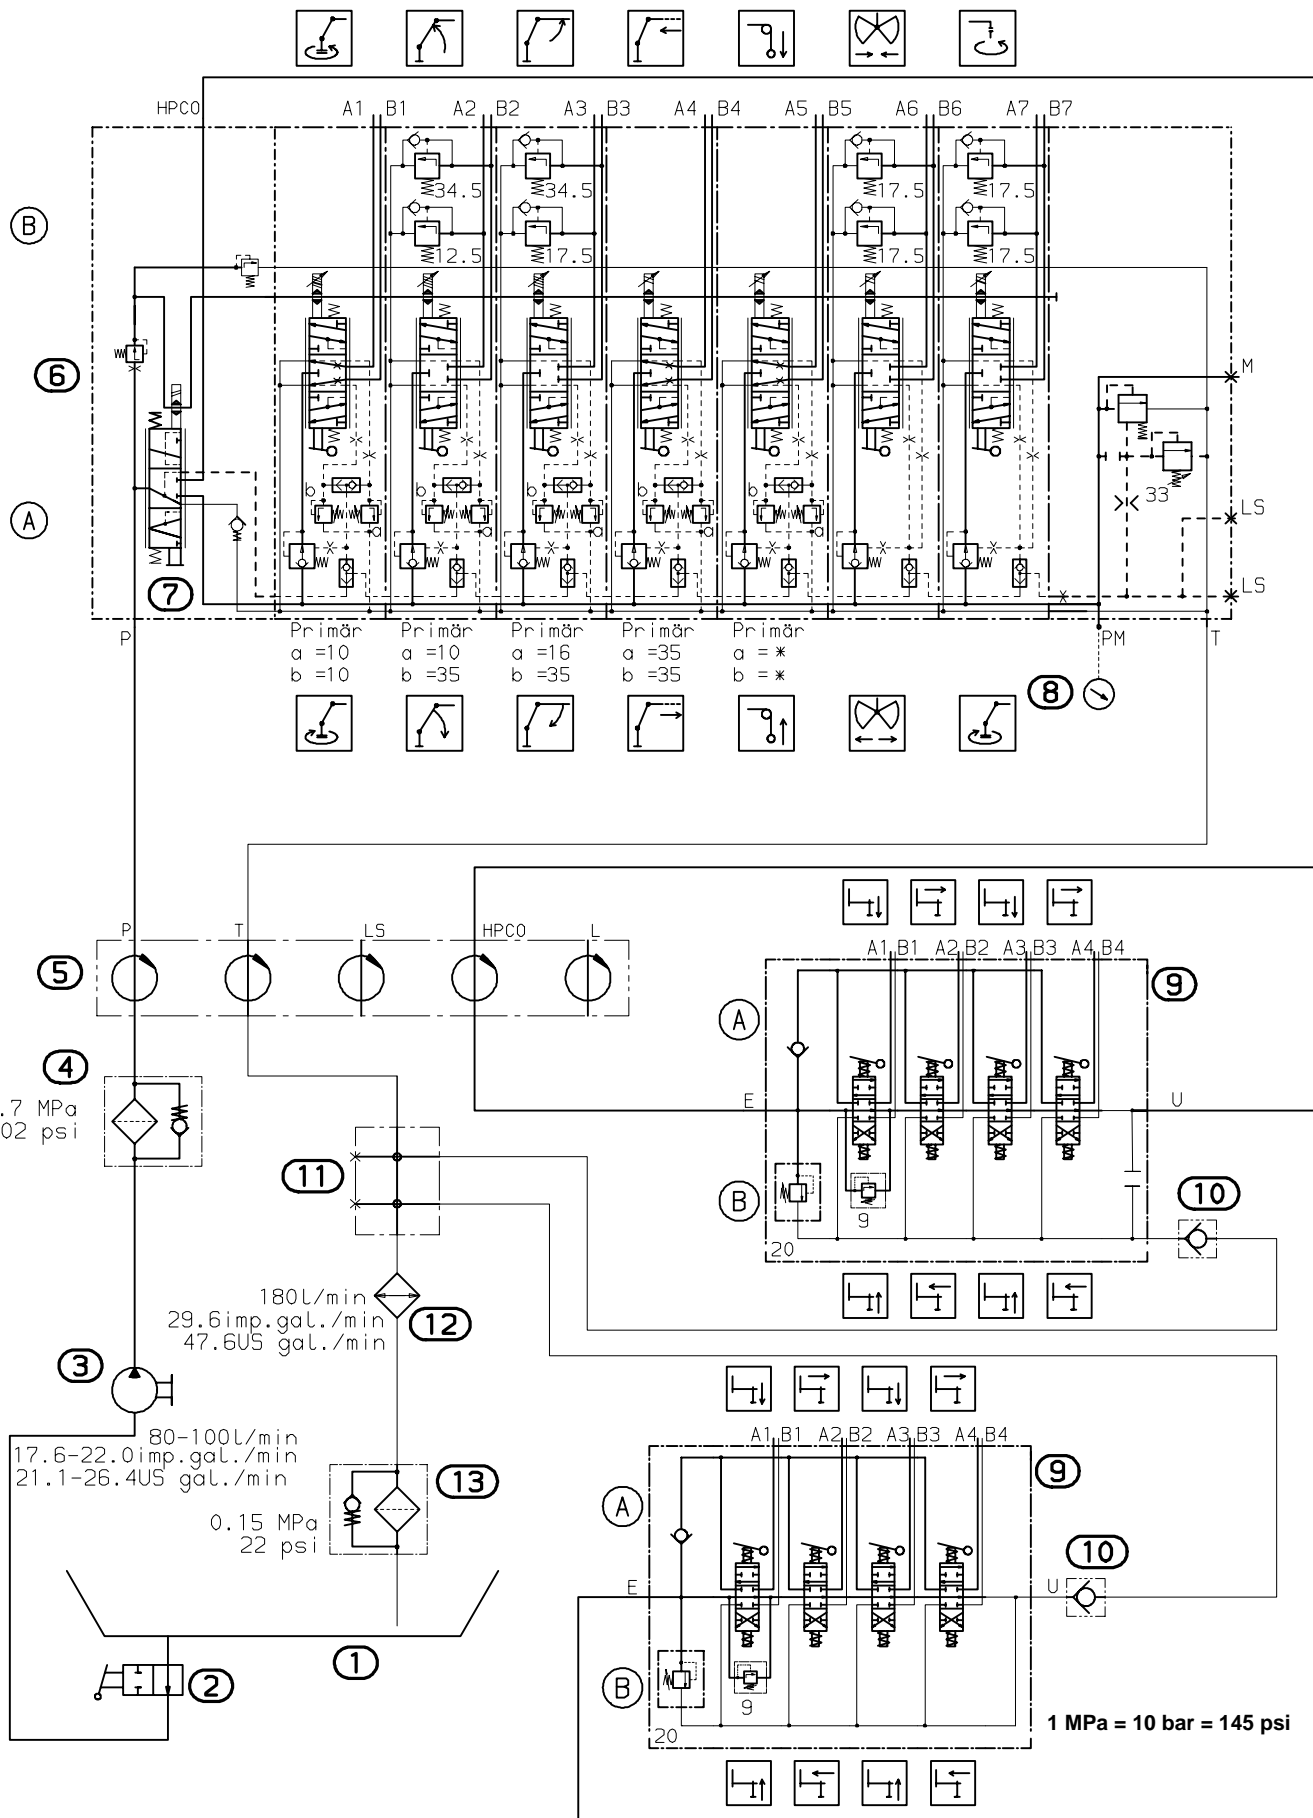 HPCO A1 B1 A2 B2 A3 B3 A4 B4 A5 B5 A6 B6 A7 B7
34.5 34.5 17.5 17.5
B
12.5 17.5 17.5 17.5
6
M
33
b b b b b
LS
A
a a a a a
7
LS
P
PM
T
Primär Primär Primär Primär Primär
a =10 a =10 a =16 a =35 a = *
b =10 b =35 b =35 b =35 b = *
8
P T LS HPCO L
A1 B1 A2 B2 A3 B3 A4 B4
5
9
A
4
.7 MPa
02 psi
E
U
11
B
10
9
20
180l/min
29.6imp.gal./min
47.6US gal./min
12
3
80-100l/min
17.6-22.0imp.gal./min
21.1-26.4US gal./min
A1 B1 A2 B2 A3 B3 A4 B4
13
9
A
0.15 MPa
22 psi
10
E
U
1
2
B
9
20
1 MPa = 10 bar = 145 psi